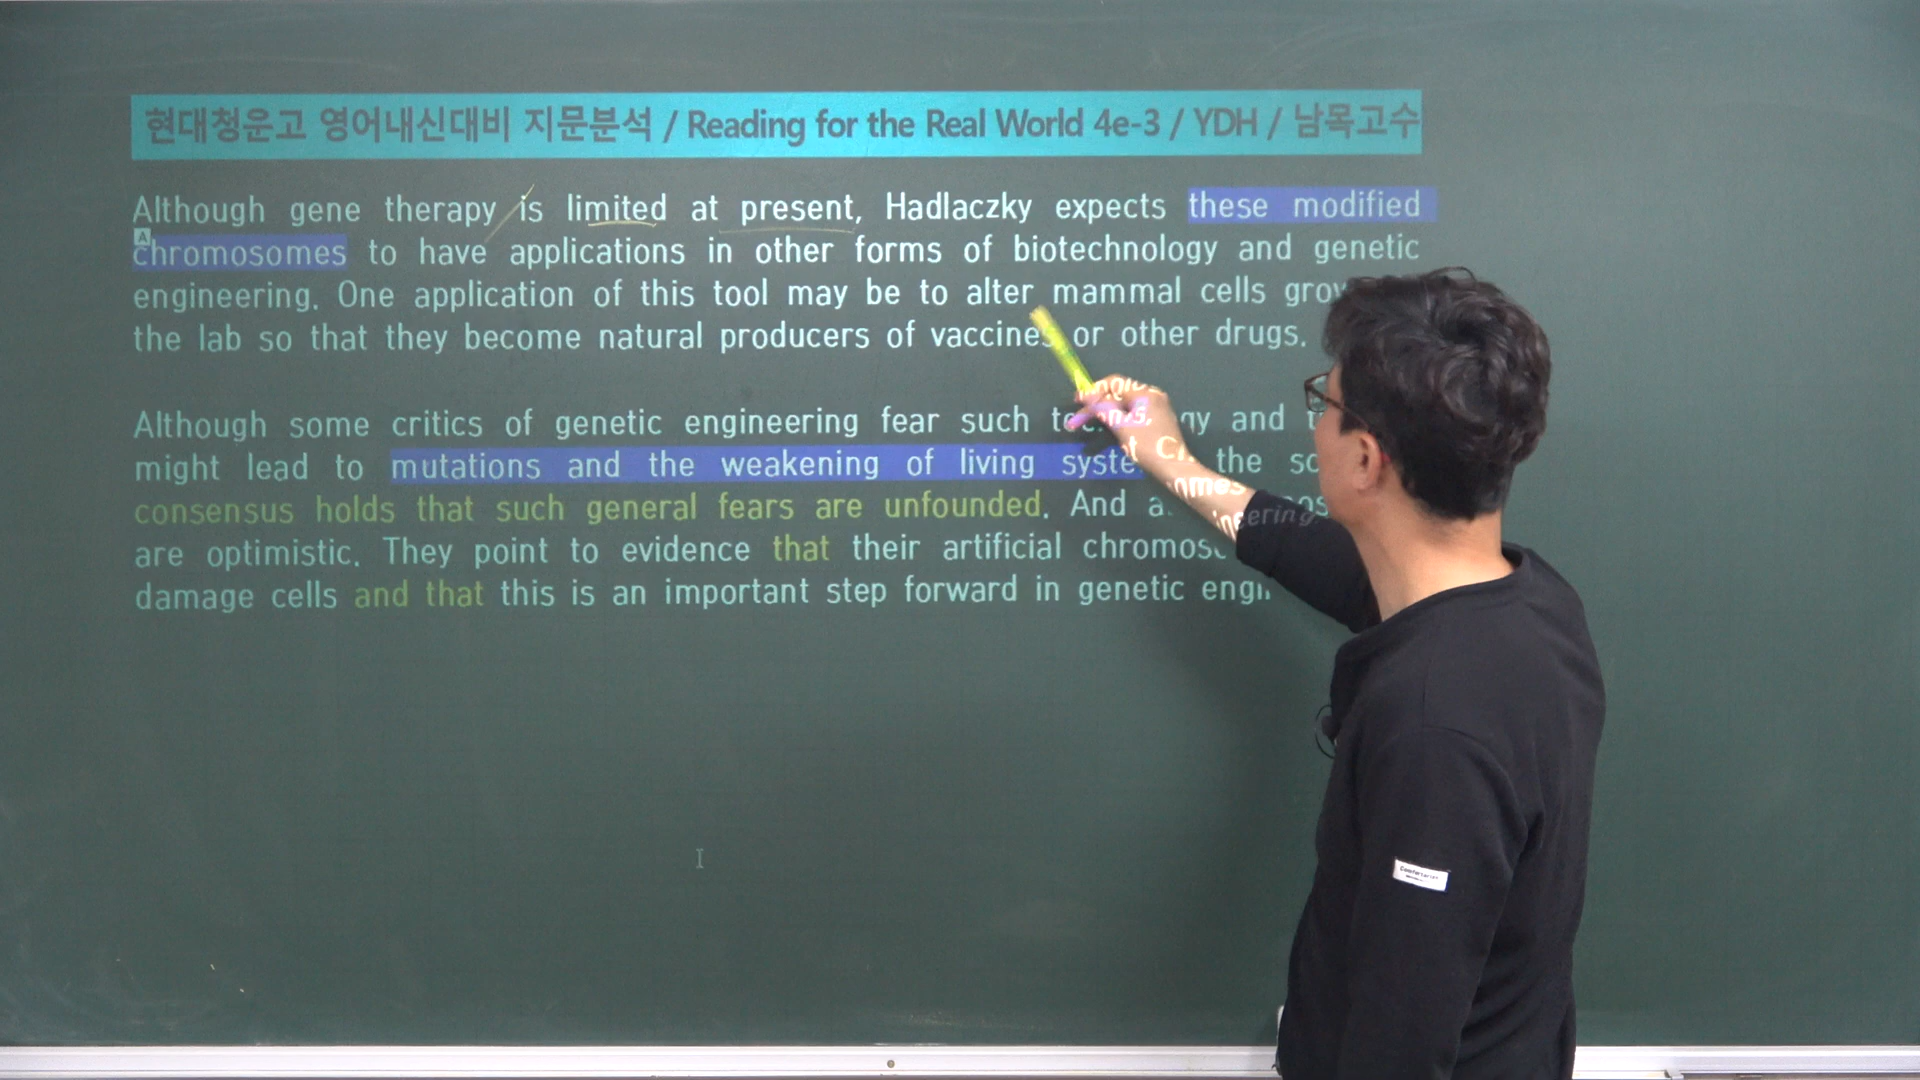 현대청운고 영어내신대비 지문분석 / Reading for the Real World 4e-3 / YDH / 남목고수
Although gene therapy is limited at present, Hadlaczky expects these modified
chromosomes to have applications in other forms of biotechnology and genetic
engineering. One application of this tool may be to alter mammal cells
the lab so that they become natural producers of vaccines or other drugs.
Although some critics of genetic engineering fear such and
might lead to mutations and the weakening of living the
consensus holds that such general fears are unfounded. And
are optimistic. They point to evidence that their artificial
damage cells and that this is an important step forward in genetic